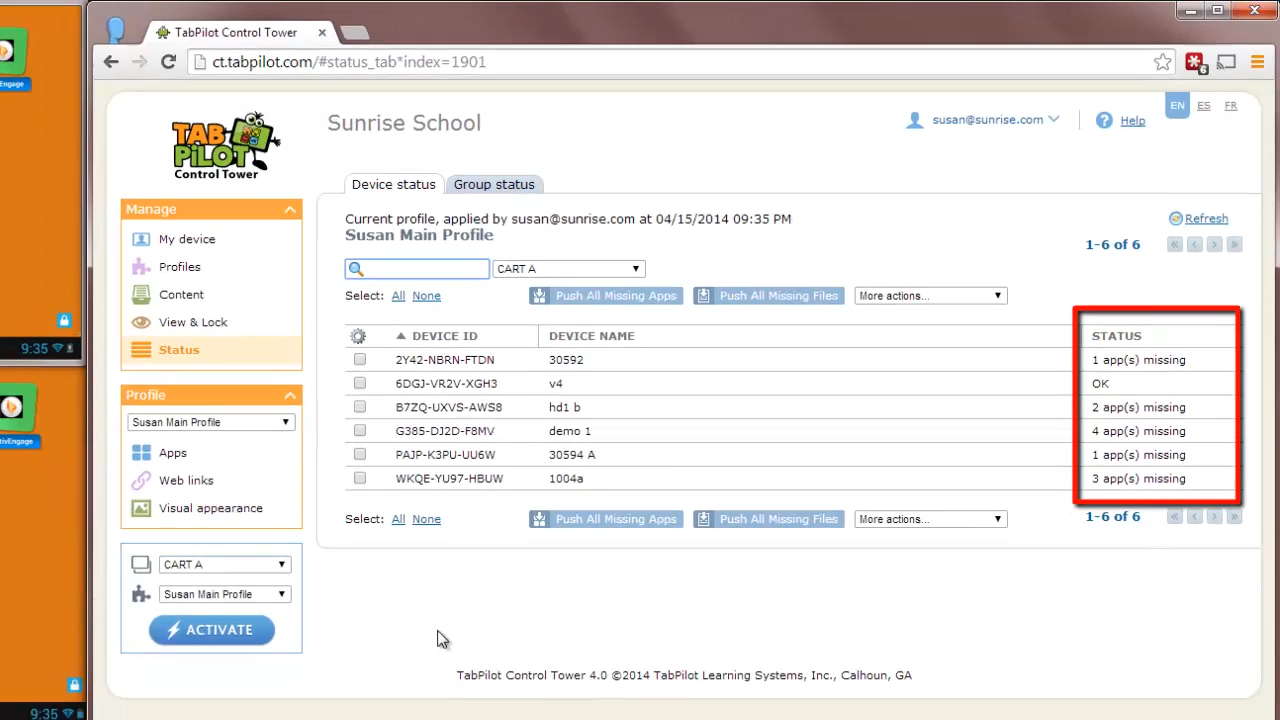 TabPilot Control Tower
ct.tabpilot.com/#status_tab*index=1901
Engage
9:35
ctivEngage
9:35
TAB PILOT
Control Tower
Sunrise School
susan@sunrise.com
Help
EN ES FR
Manage
My device
Profiles
Content
View & Lock
Status
Profile
Susan Main Profile
Apps
Web links
Visual appearance
CART A
Susan Main Profile
ACTIVATE
Device status Group status
Current profile, applied by susan@sunrise.com at 04/15/2014 09:35 PM
Refresh
Susan Main Profile
1-6 of 6
CART A
Select: All None Push All Missing Apps Push All Missing Files More actions...
DEVICE ID DEVICE NAME STATUS
2Y42-NBRN-FTDN 30592 1 app(s) missing
6DGJ-VR2V-XGH3 v4 OK
B7ZQ-UXVS-AWS8 hd1 b 2 app(s) missing
G385-DJ2D-F8MV demo 1 4 app(s) missing
PAJP-K3PU-UU6W 30594 A 1 app(s) missing
WKQE-YU97-HBUW 1004a 3 app(s) missing
Select: All None Push All Missing Apps Push All Missing Files More actions...
1-6 of 6
TabPilot Control Tower 4.0 ©2014 TabPilot Learning Systems, Inc., Calhoun, GA